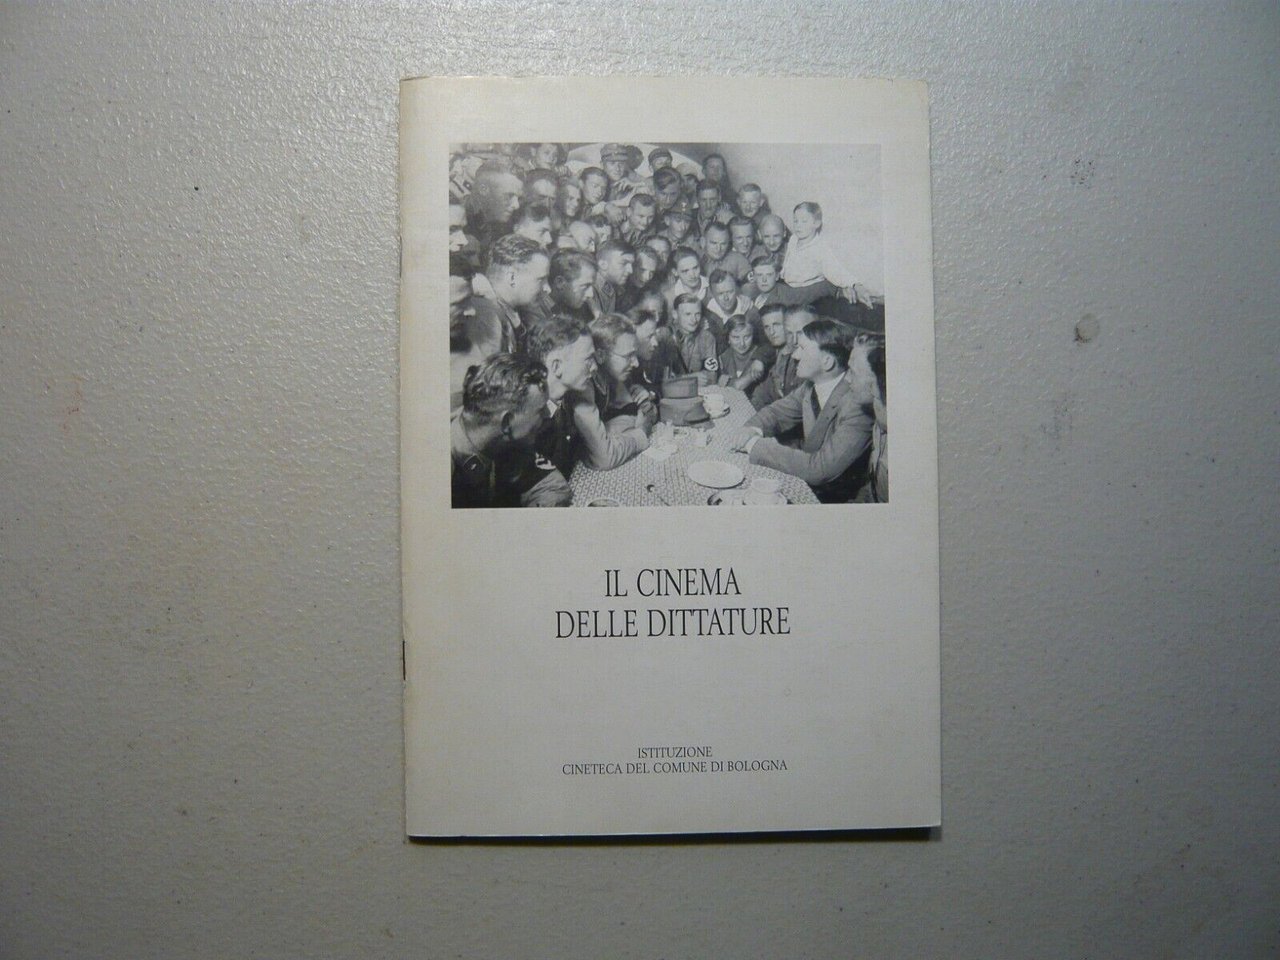 IL CINEMA
DELLE DITTATURE
ISTITUZIONE
CINETECA DEL COMUNE DI BOLOGNA